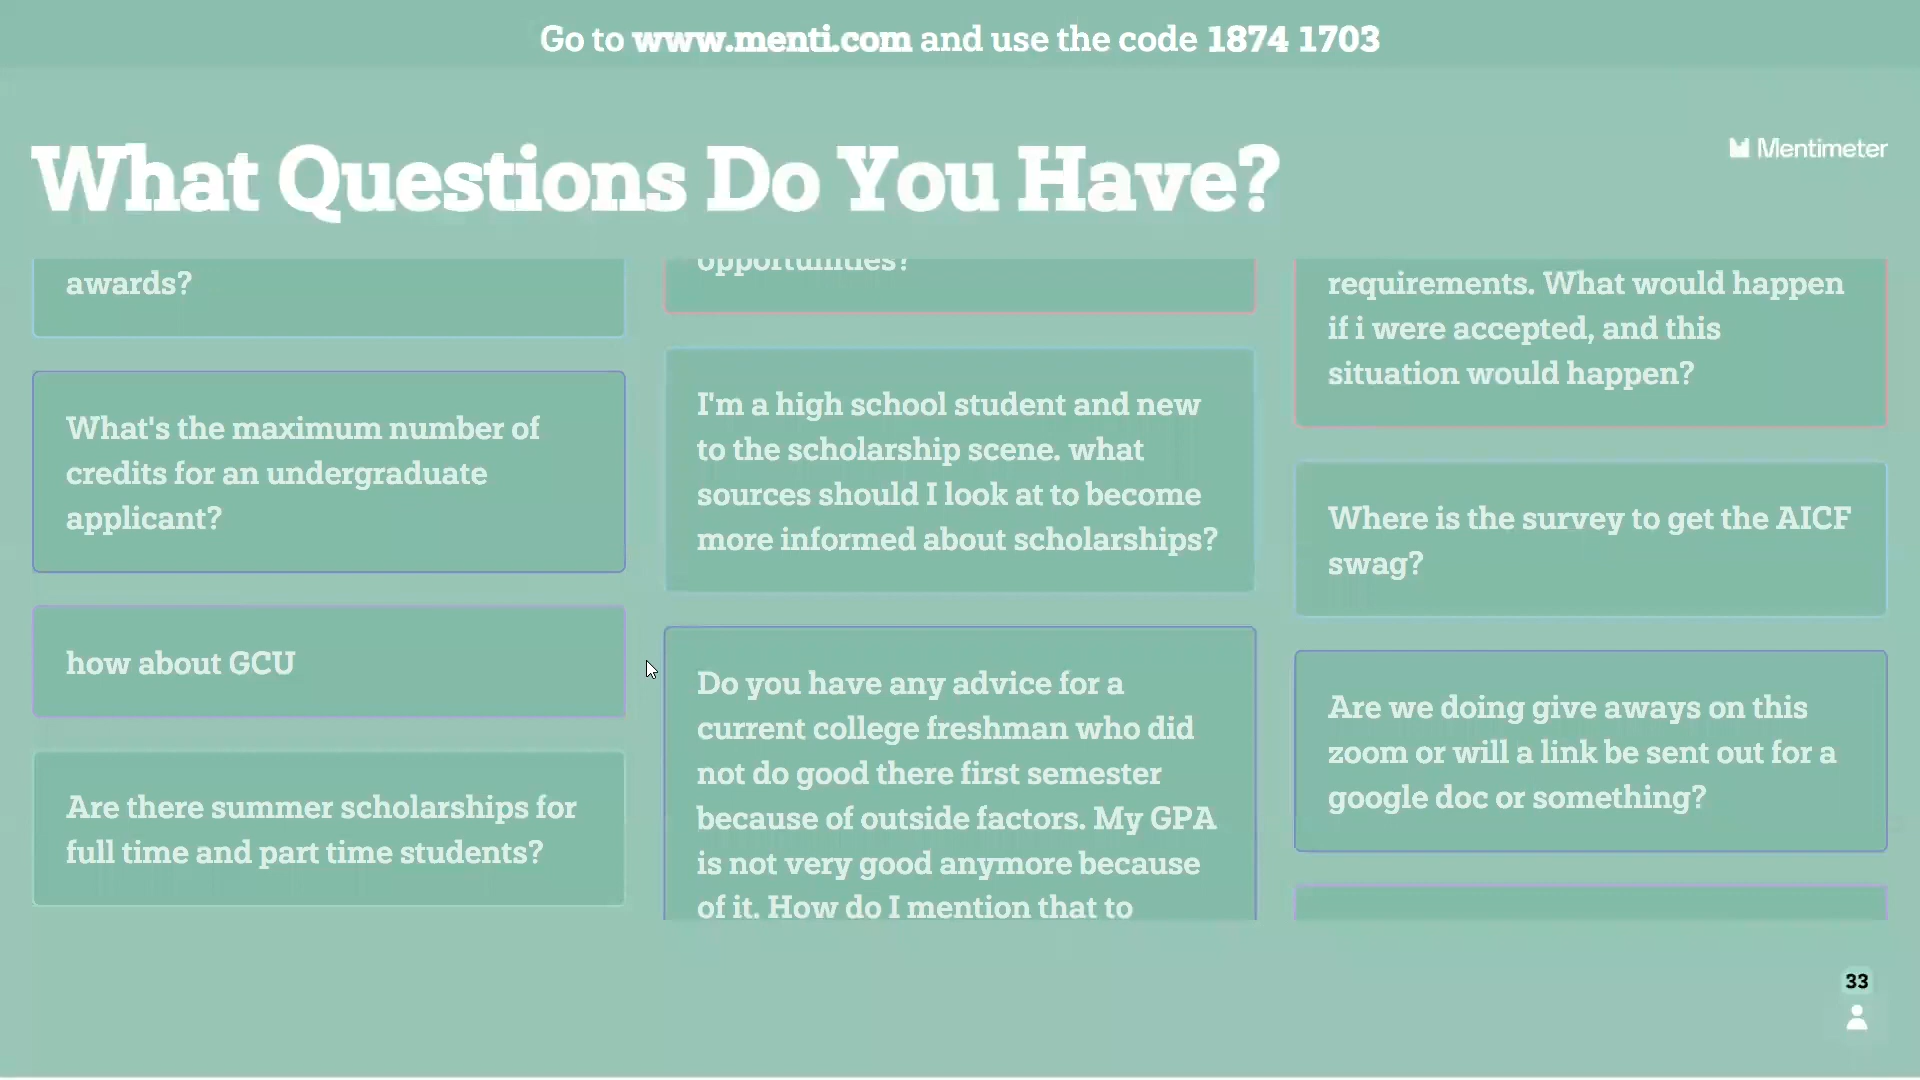 Go to www.menti.com and use the code 1874 1703
What Questions Do You Have?
Mentimeter
awards?
What's the maximum number of
credits for an undergraduate
applicant?
how about GCU
Are there summer scholarships for
full time and part time students?
opportunities?
I'm a high school student and new
to the scholarship scene. what
sources should I look at to become
more informed about scholarships?
Do you have any advice for a
current college freshman who did
not do good there first semester
because of outside factors. My GPA
is not very good anymore because
of it. How do I mention that to
requirements. What would happen
if i were accepted, and this
situation would happen?
Where is the survey to get the AICF
swag?
Are we doing give aways on this
zoom or will a link be sent out for a
google doc or something?
33